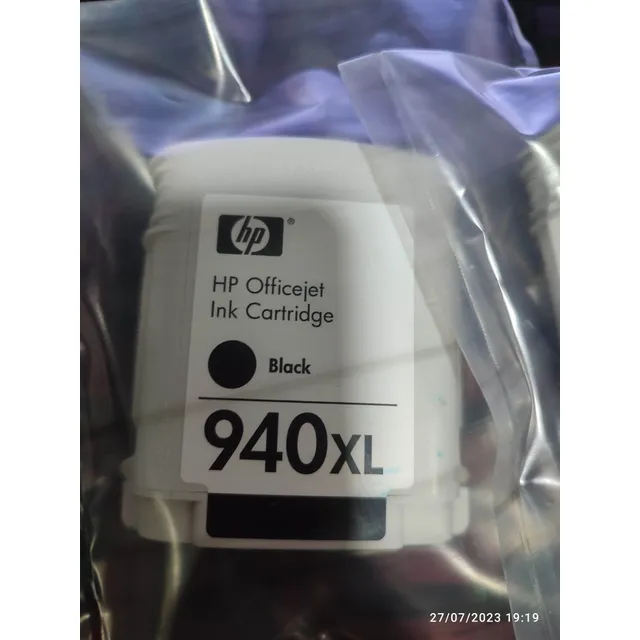 hp®
HP Officejet
Ink Cartridge
Black
940XL
27/07/2023 19:19